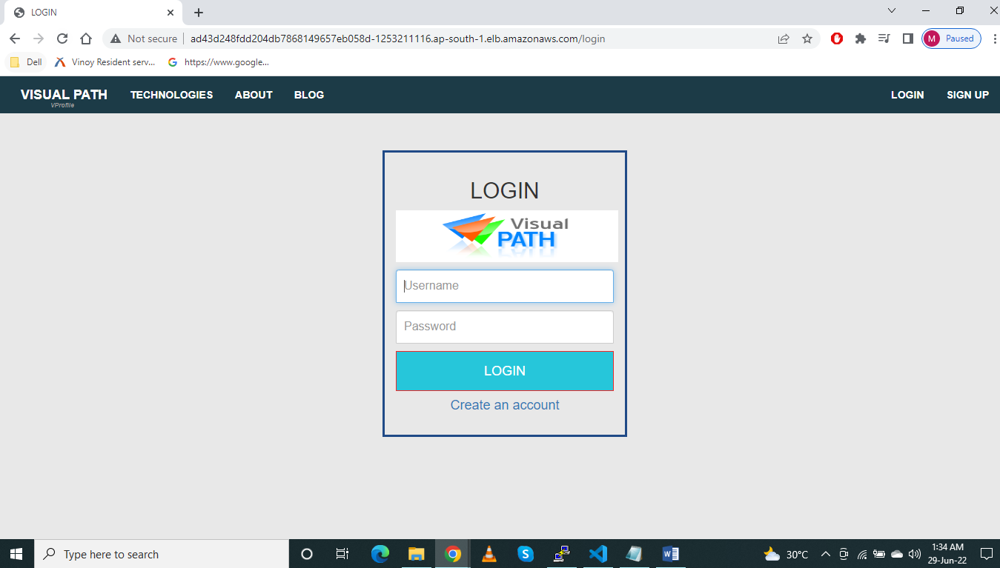 LOGIN
Not secure
ad43d248fdd204db7868149657eb058d-1253211116.ap-south-1.elb.amazonaws.com/login
M
Paused
Dell
Vinoy Resident serv...
G
https://www.google...
VISUAL PATH
VProfile
TECHNOLOGIES
ABOUT
BLOG
LOGIN
SIGN UP
LOGIN
Visual
PATH
Username
Password
LOGIN
Create an account
Type here to search
S
W
30°C
1:34 AM
29-Jun-22